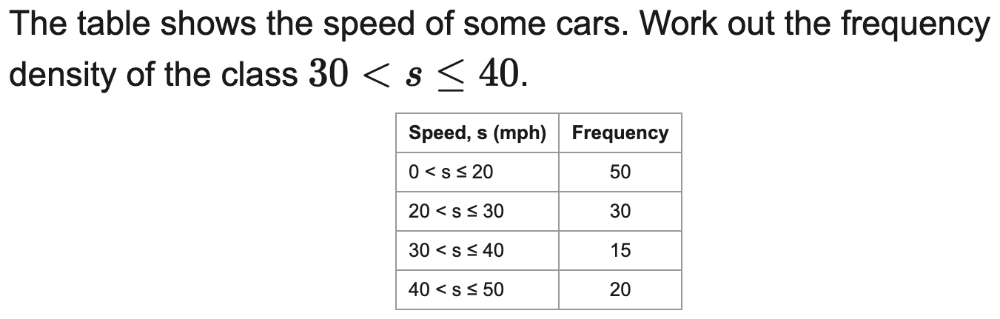 The table shows the speed of some cars. Work out the frequency
density of the class 30 < s ≤ 40.
Speed, s (mph) Frequency
0 < s ≤ 20 50
20 < s ≤ 30 30
30 < s ≤ 40 15
40 < s ≤ 50 20